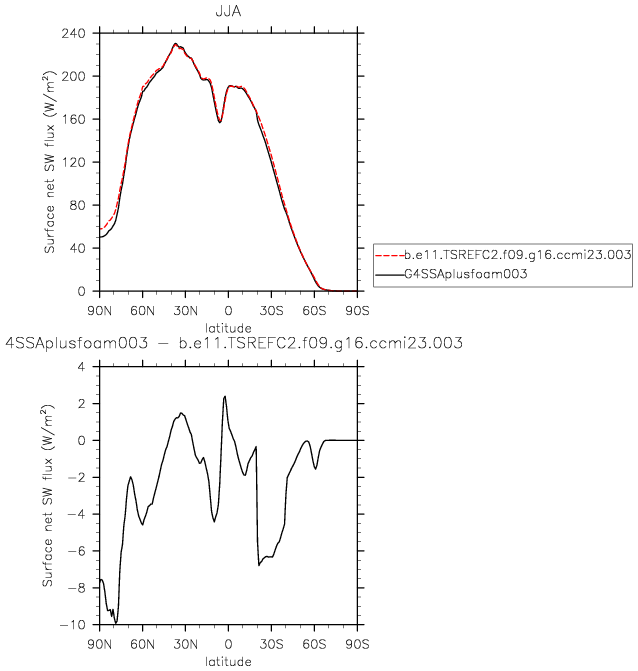 JJA
Surface net SW flux (W/m²)
240
200
160
120
80
40
0
90N 60N 30N 0 30S 60S 90S
latitude
b.e11.TSREFC2.f09.g16.ccmi23.003
G4SSAplusfoam003
4SSAplusfoam003 – b.e11.TSREFC2.f09.g16.ccmi23.003
Surface net SW flux (W/m²)
4
2
0
−2
−4
−6
−8
−10
90N 60N 30N 0 30S 60S 90S
latitude